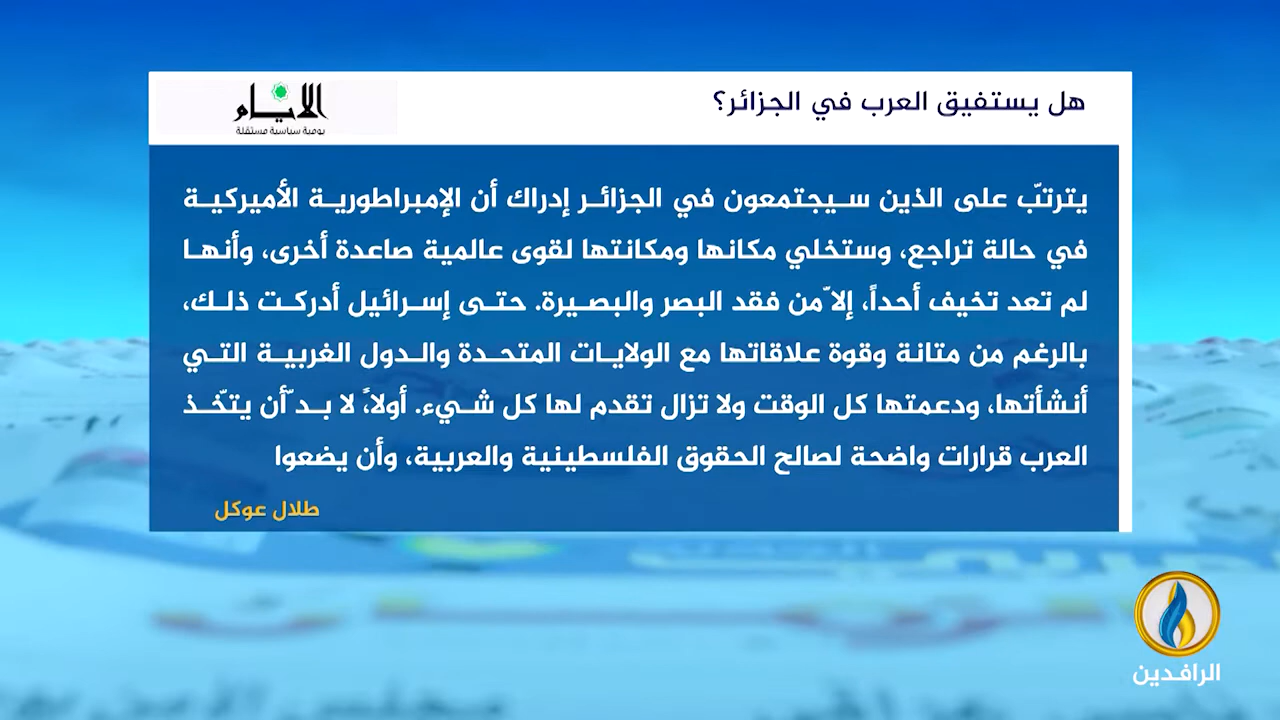 هل يستفيق العرب في الجزائر؟
الايام
يومية سياسية مستقلة
يترتّب على الذين سيجتمعون في الجزائر إدراك أن الإمبراطورية الأميركية
في حالة تراجع، وستخلي مكانها ومكانتها لقوى عالمية صاعدة أخرى، وأنها
لم تعد تخيف أحداً، إلا ّمن فقد البصر والبصيرة. حتى إسرائيل أدركت ذلك،
بالرغم من متانة وقوة علاقاتها مع الولايات المتحدة والدول الغربية التي
أنشأتها، ودعمتها كل الوقت ولا تزال تقدم لها كل شيء. أولاً، لا بد ّأن يتّخذ
العرب قرارات واضحة لصالح الحقوق الفلسطينية والعربية، وأن يضعوا
طلال عوكل
الرافدين